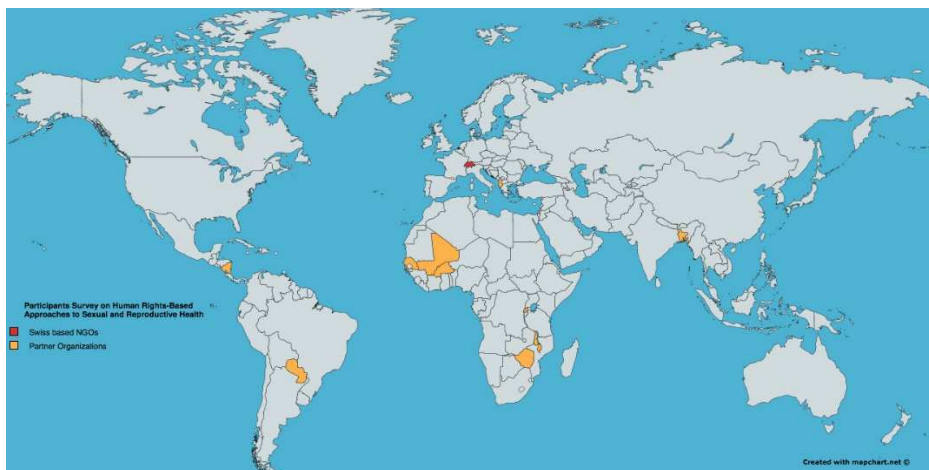 Participants Survey on Human Rights-Based
Approaches to Sexual and Reproductive Health
Swiss based NGOs
Partner Organizations
Created with mapchart.net ©